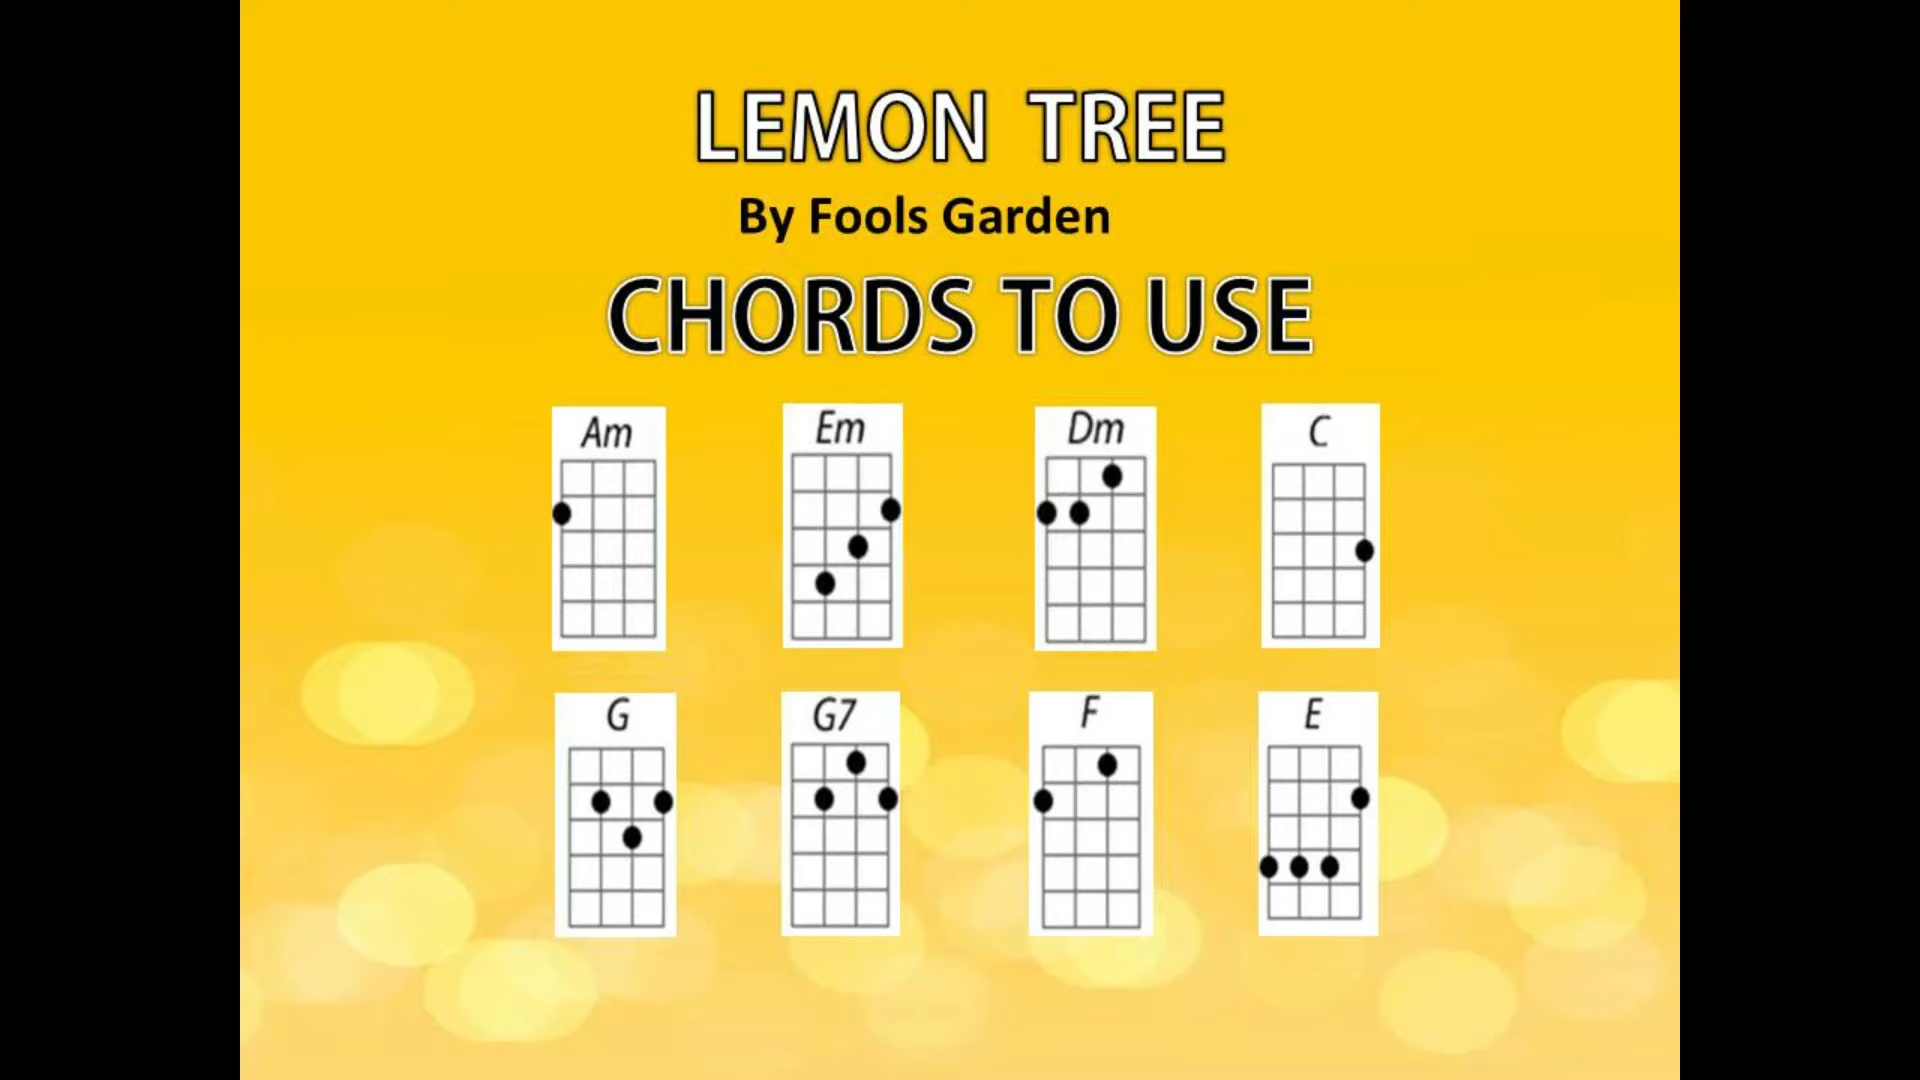 LEMON TREE
By Fools Garden
CHORDS TO USE
Am Em Dm C
G G7 F E